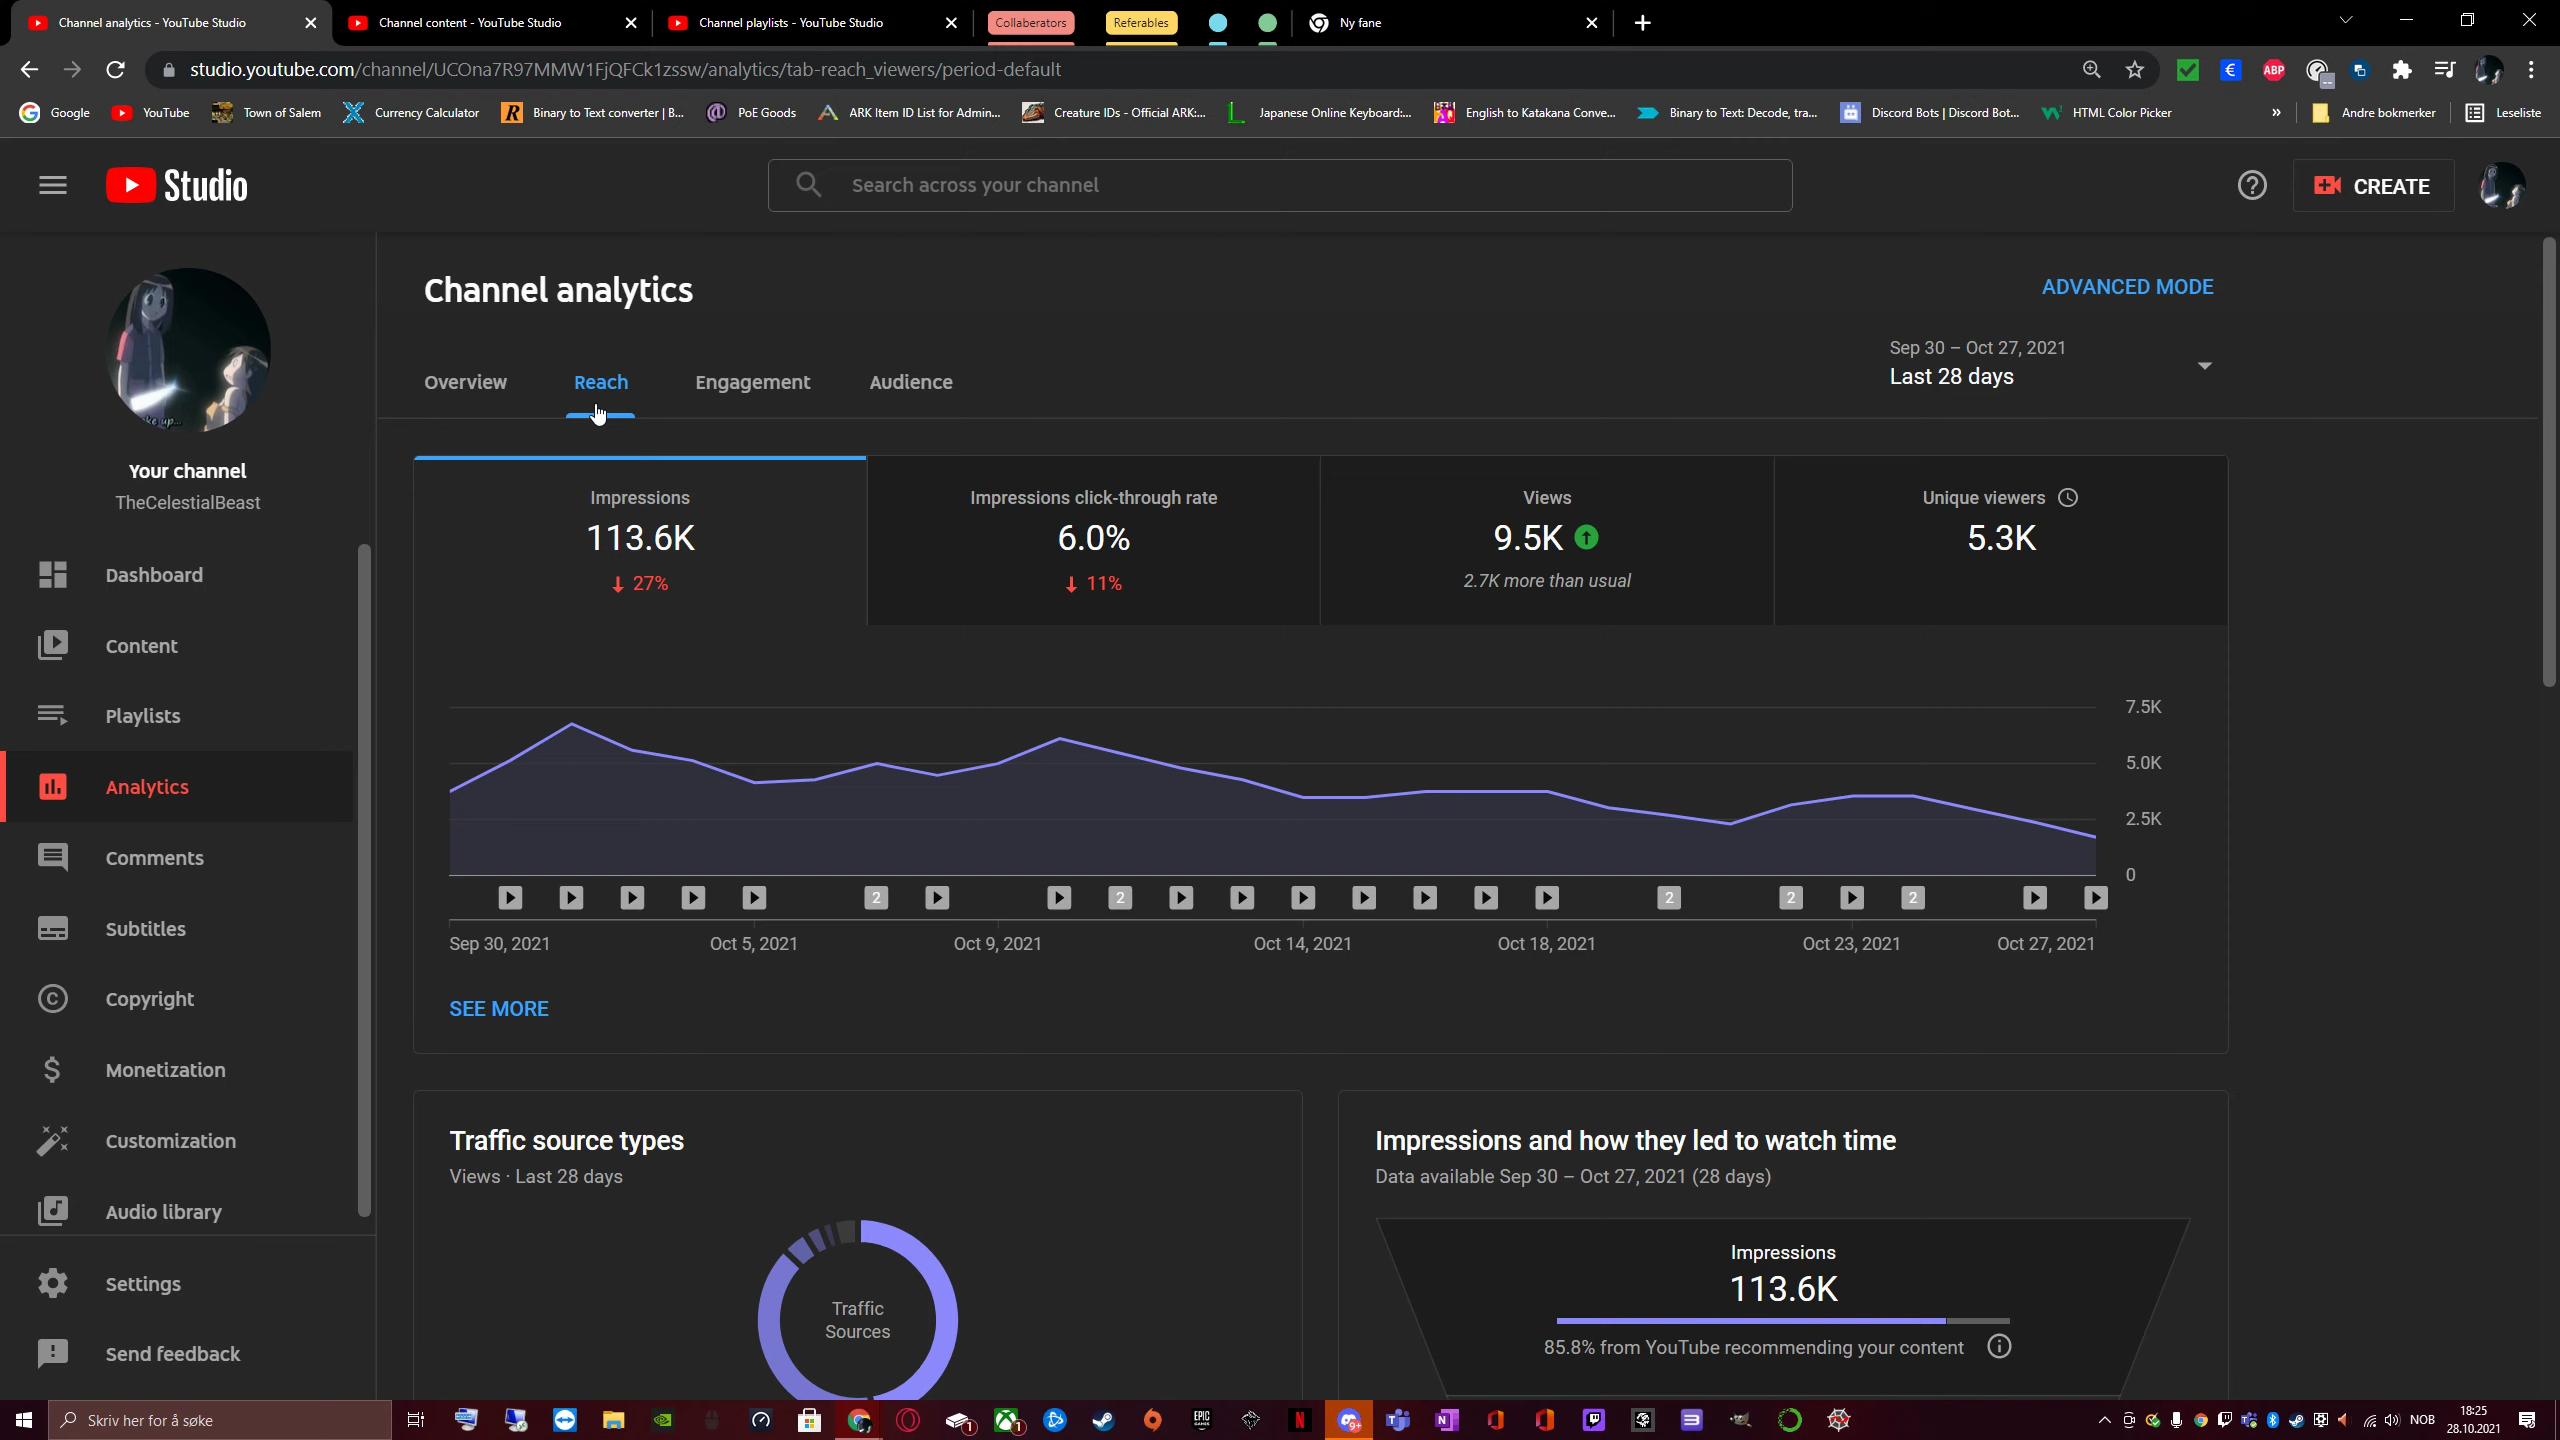 Channel analytics - YouTube Studio
Channel content - YouTube Studio
Channel playlists - YouTube Studio
Collaberators
Referables
Ny fane
studio.youtube.com/channel/UCOna7R97MMW1FjQFCk1zssw/analytics/tab-reach_viewers/period-default
ABP
Google
YouTube
Town of Salem
Currency Calculator
Binary to Text converter | B...
PoE Goods
ARK Item ID List for Admin...
Creature IDs - Official ARK:...
Japanese Online Keyboard:...
English to Katakana Conve...
Binary to Text: Decode, tra...
Discord Bots | Discord Bot...
HTML Color Picker
»
Andre bokmerker
Leseliste
Studio
Search across your channel
CREATE
Your channel
TheCelestialBeast
Dashboard
Content
Playlists
Analytics
Comments
Subtitles
Copyright
Monetization
Customization
Audio library
Settings
Send feedback
Channel analytics
ADVANCED MODE
Overview
Reach
Engagement
Audience
Sep 30 – Oct 27, 2021
Last 28 days
Impressions
113.6K
27%
Impressions click-through rate
6.0%
11%
Views
9.5K
2.7K more than usual
Unique viewers
5.3K
7.5K
5.0K
2.5K
0
2
2
2
2
2
Sep 30, 2021
Oct 5, 2021
Oct 9, 2021
Oct 14, 2021
Oct 18, 2021
Oct 23, 2021
Oct 27, 2021
SEE MORE
Traffic source types
Views · Last 28 days
Traffic
Sources
Impressions and how they led to watch time
Data available Sep 30 – Oct 27, 2021 (28 days)
Impressions
113.6K
85.8% from YouTube recommending your content
Skriv her for å søke
NOB
18:25
28.10.2021